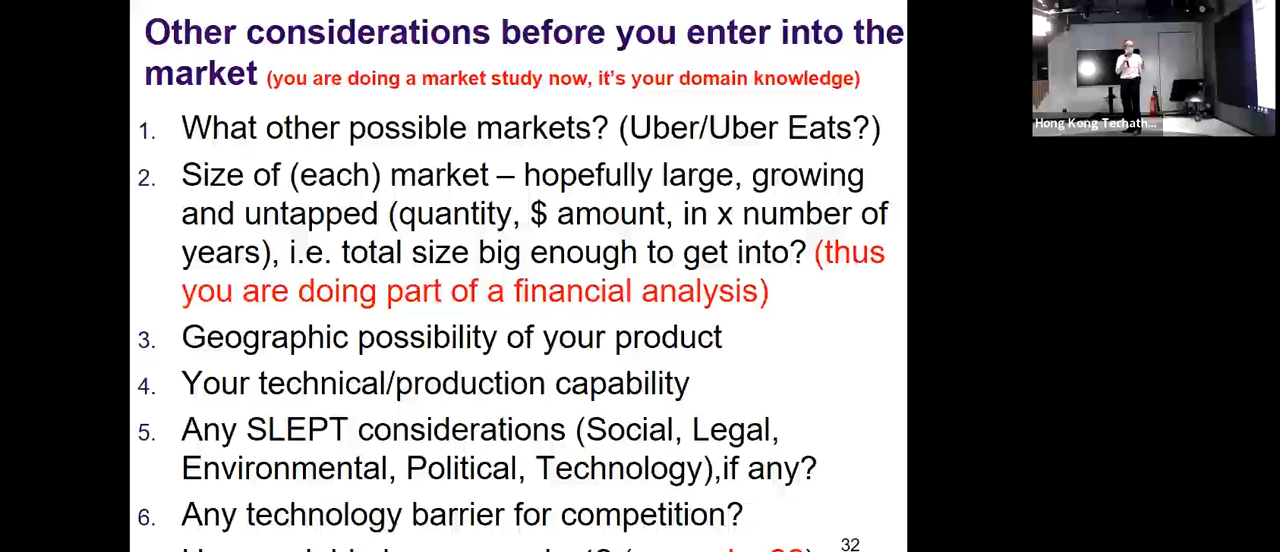 Other considerations before you enter into the
market (you are doing a market study now, it's your domain knowledge)
1. What other possible markets? (Uber/Uber Eats?)
2. Size of (each) market – hopefully large, growing
and untapped (quantity, $ amount, in x number of
years), i.e. total size big enough to get into? (thus
you are doing part of a financial analysis)
3. Geographic possibility of your product
4. Your technical/production capability
5. Any SLEPT considerations (Social, Legal,
Environmental, Political, Technology),if any?
6. Any technology barrier for competition?
32
Hong Kong Techath...